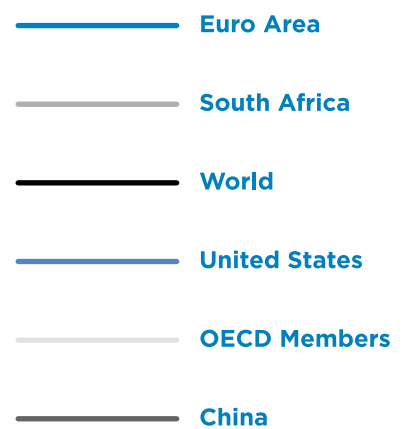 Euro Area
South Africa
World
United States
OECD Members
China